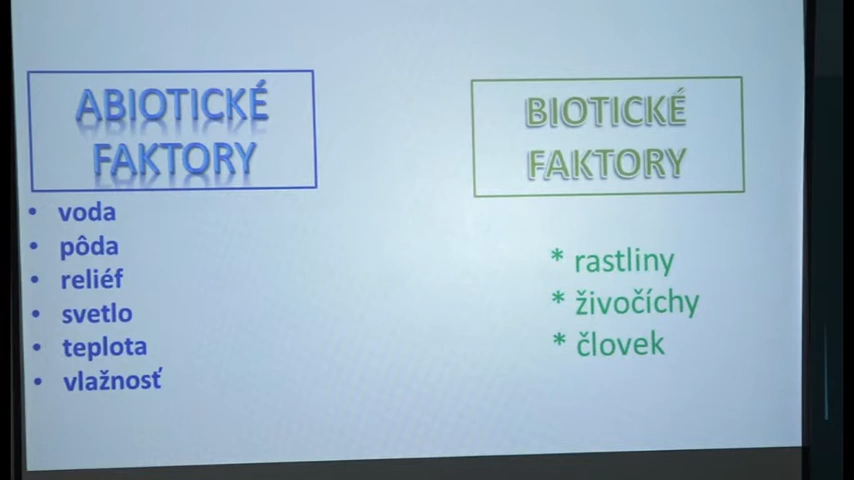 ABIOTICKÉ
FAKTORY
• voda
• pôda
• reliéf
• svetlo
• teplota
• vlažnosť
BIOTICKÉ
FAKTORY
* rastliny
* živočíchy
* človek